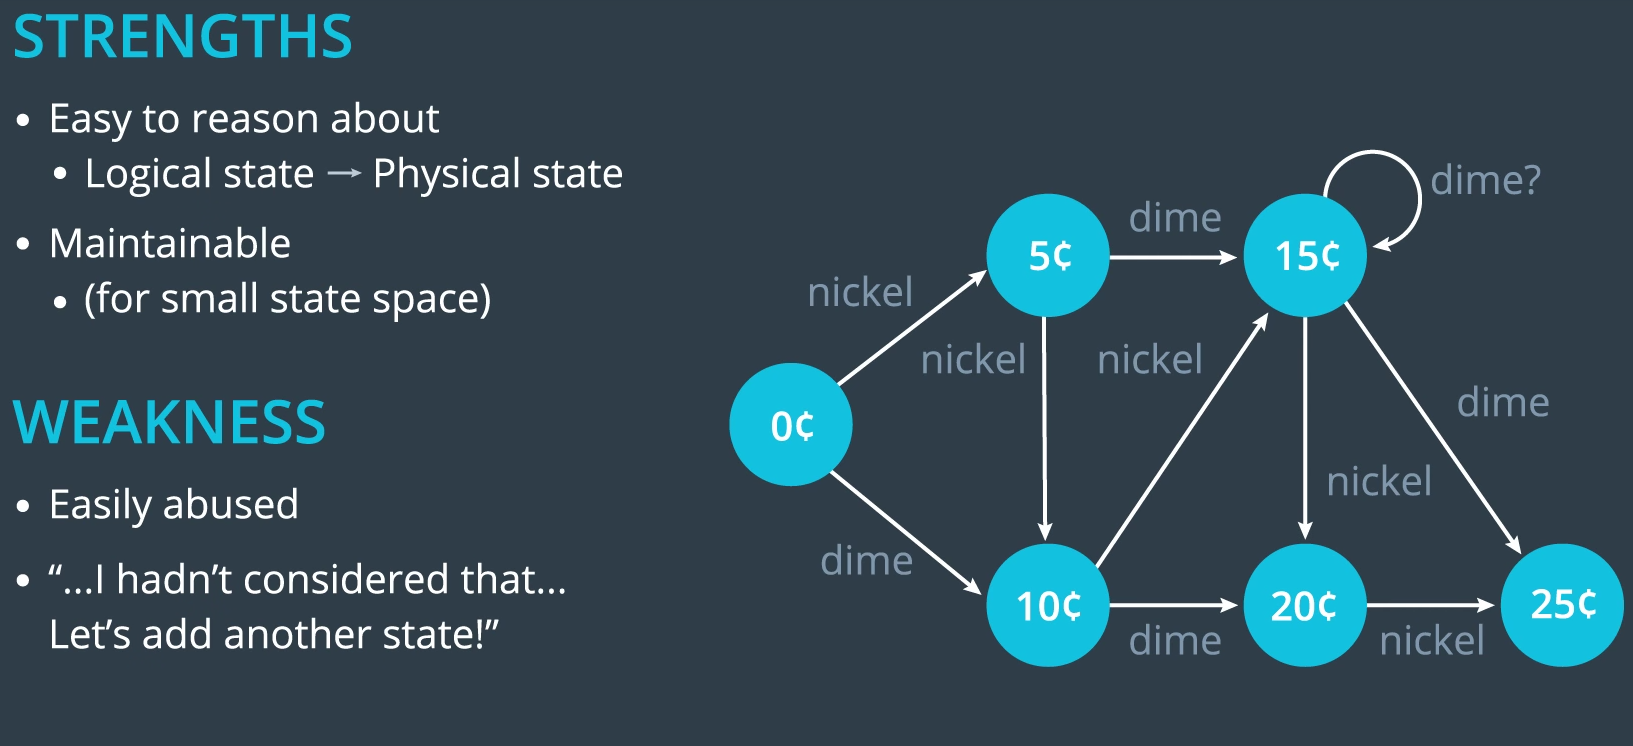 STRENGTHS
• Easy to reason about
• Logical state → Physical state
• Maintainable
• (for small state space)
WEAKNESS
• Easily abused
• “...I hadn’t considered that...
Let’s add another state!”
dime?
dime
5¢
15¢
nickel
nickel
nickel
dime
0¢
nickel
dime
10¢
20¢
25¢
dime
nickel